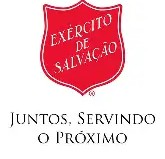 EXÉRCITO
DE
SALVAÇÃO
®
JUNTOS, SERVINDO
O PRÓXIMO